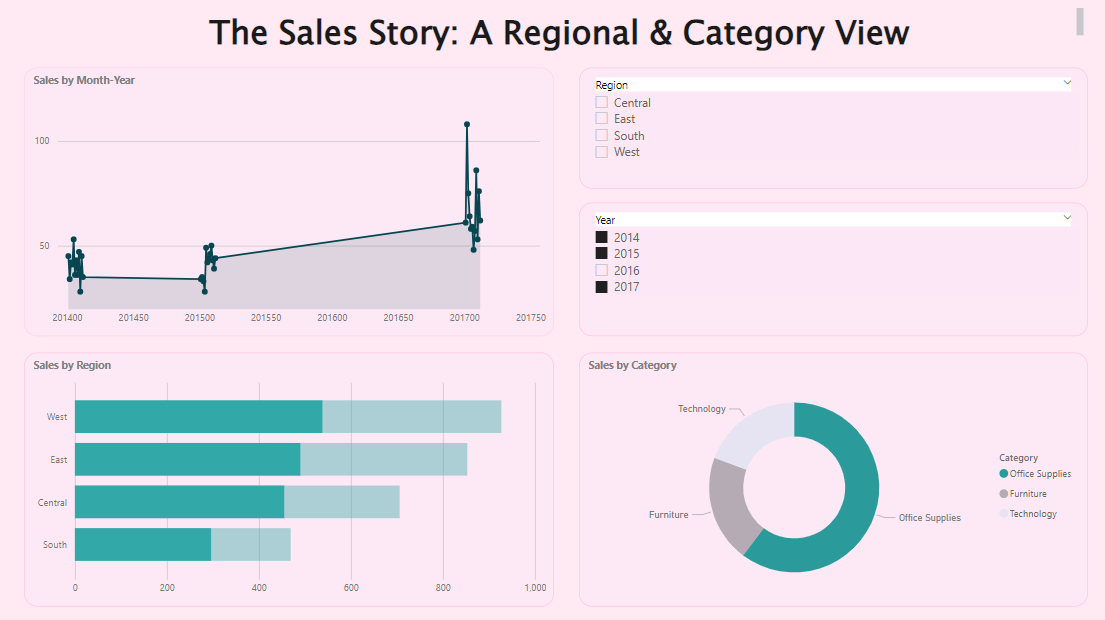 The Sales Story: A Regional & Category View
Sales by Month-Year
100
50
201400 201450 201500 201550 201600 201650 201700 201750
Region
Central
East
South
West
Year
2014
2015
2016
2017
Sales by Region
West
East
Central
South
0 200 400 600 800 1,000
Sales by Category
Technology
Furniture
Office Supplies
Category
Office Supplies
Furniture
Technology